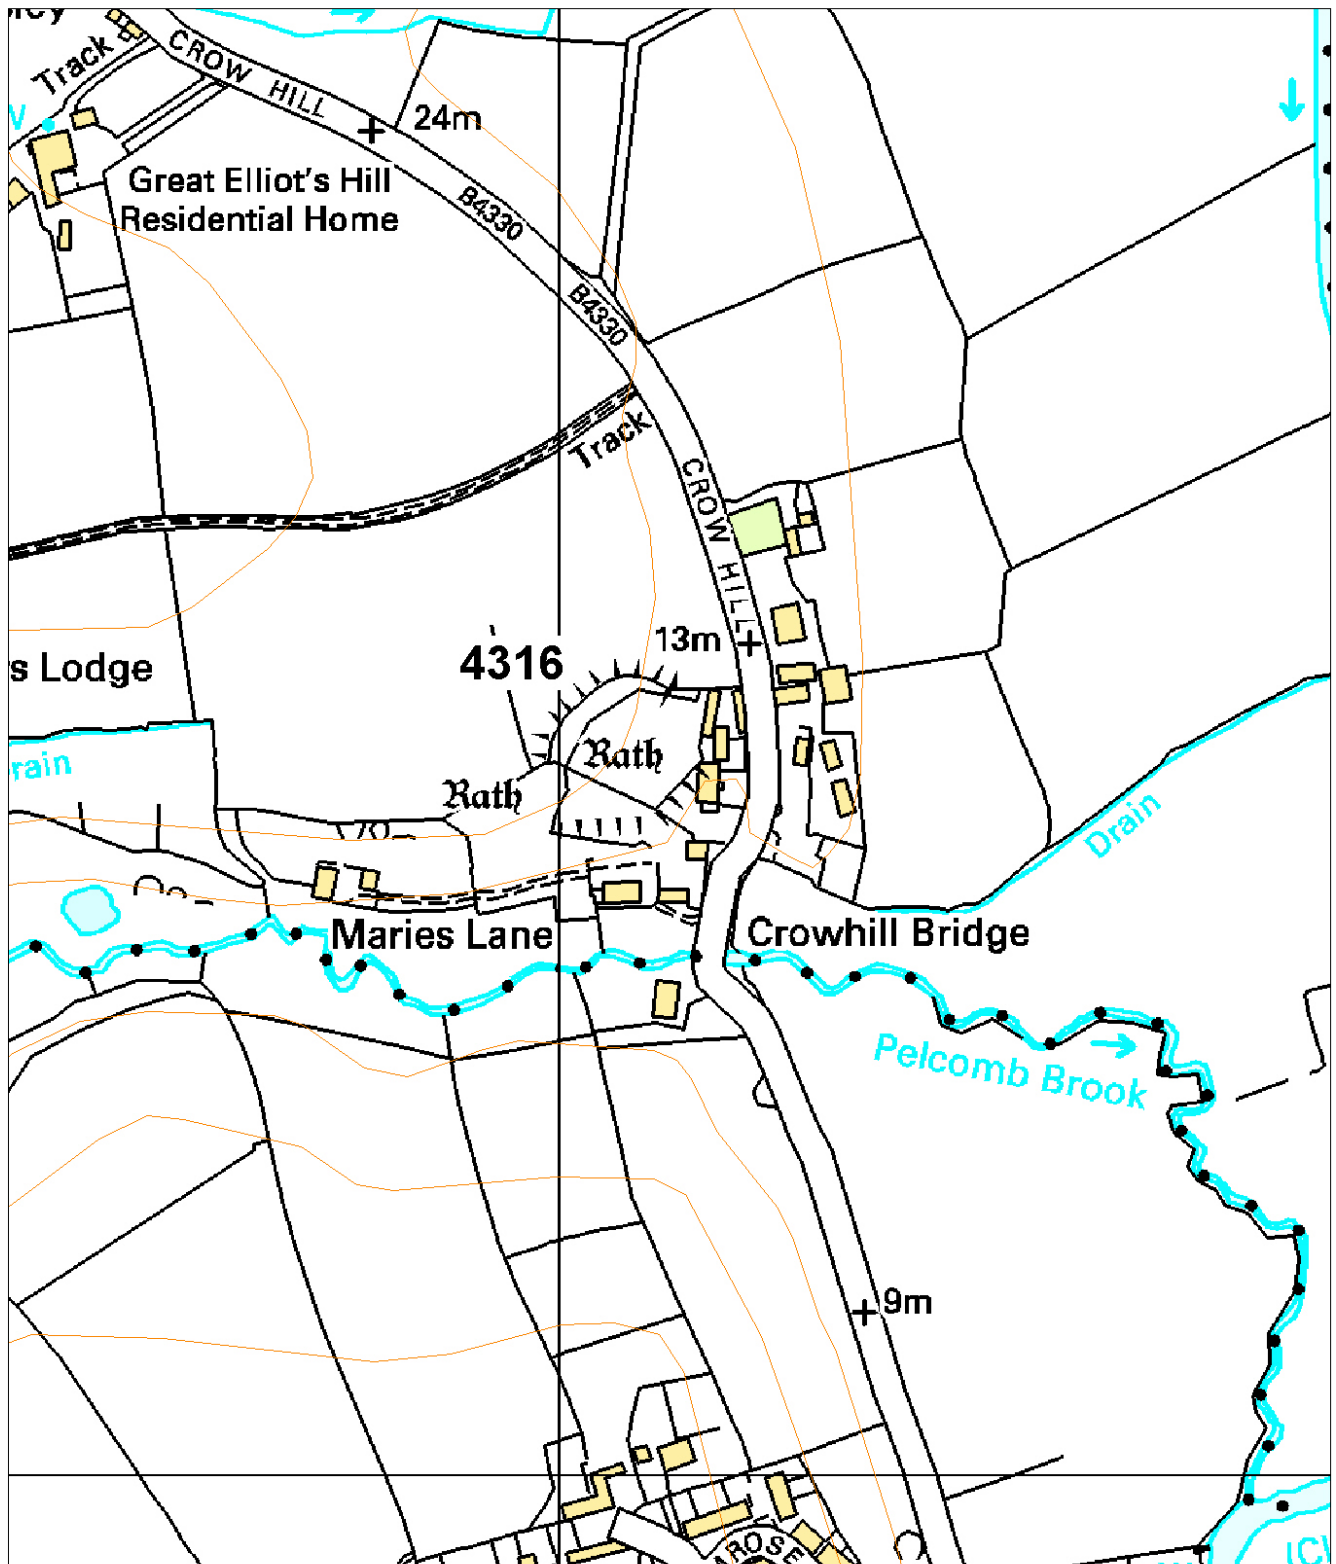 Track
CROW HILL
24m
Great Elliot's Hill
Residential Home
B4330
B4330
Track
CROW HILL
13m
4316
s Lodge
Rath
Rath
rain
Drain
Maries Lane
Crowhill Bridge
Pelcomb Brook
9m
AROSE